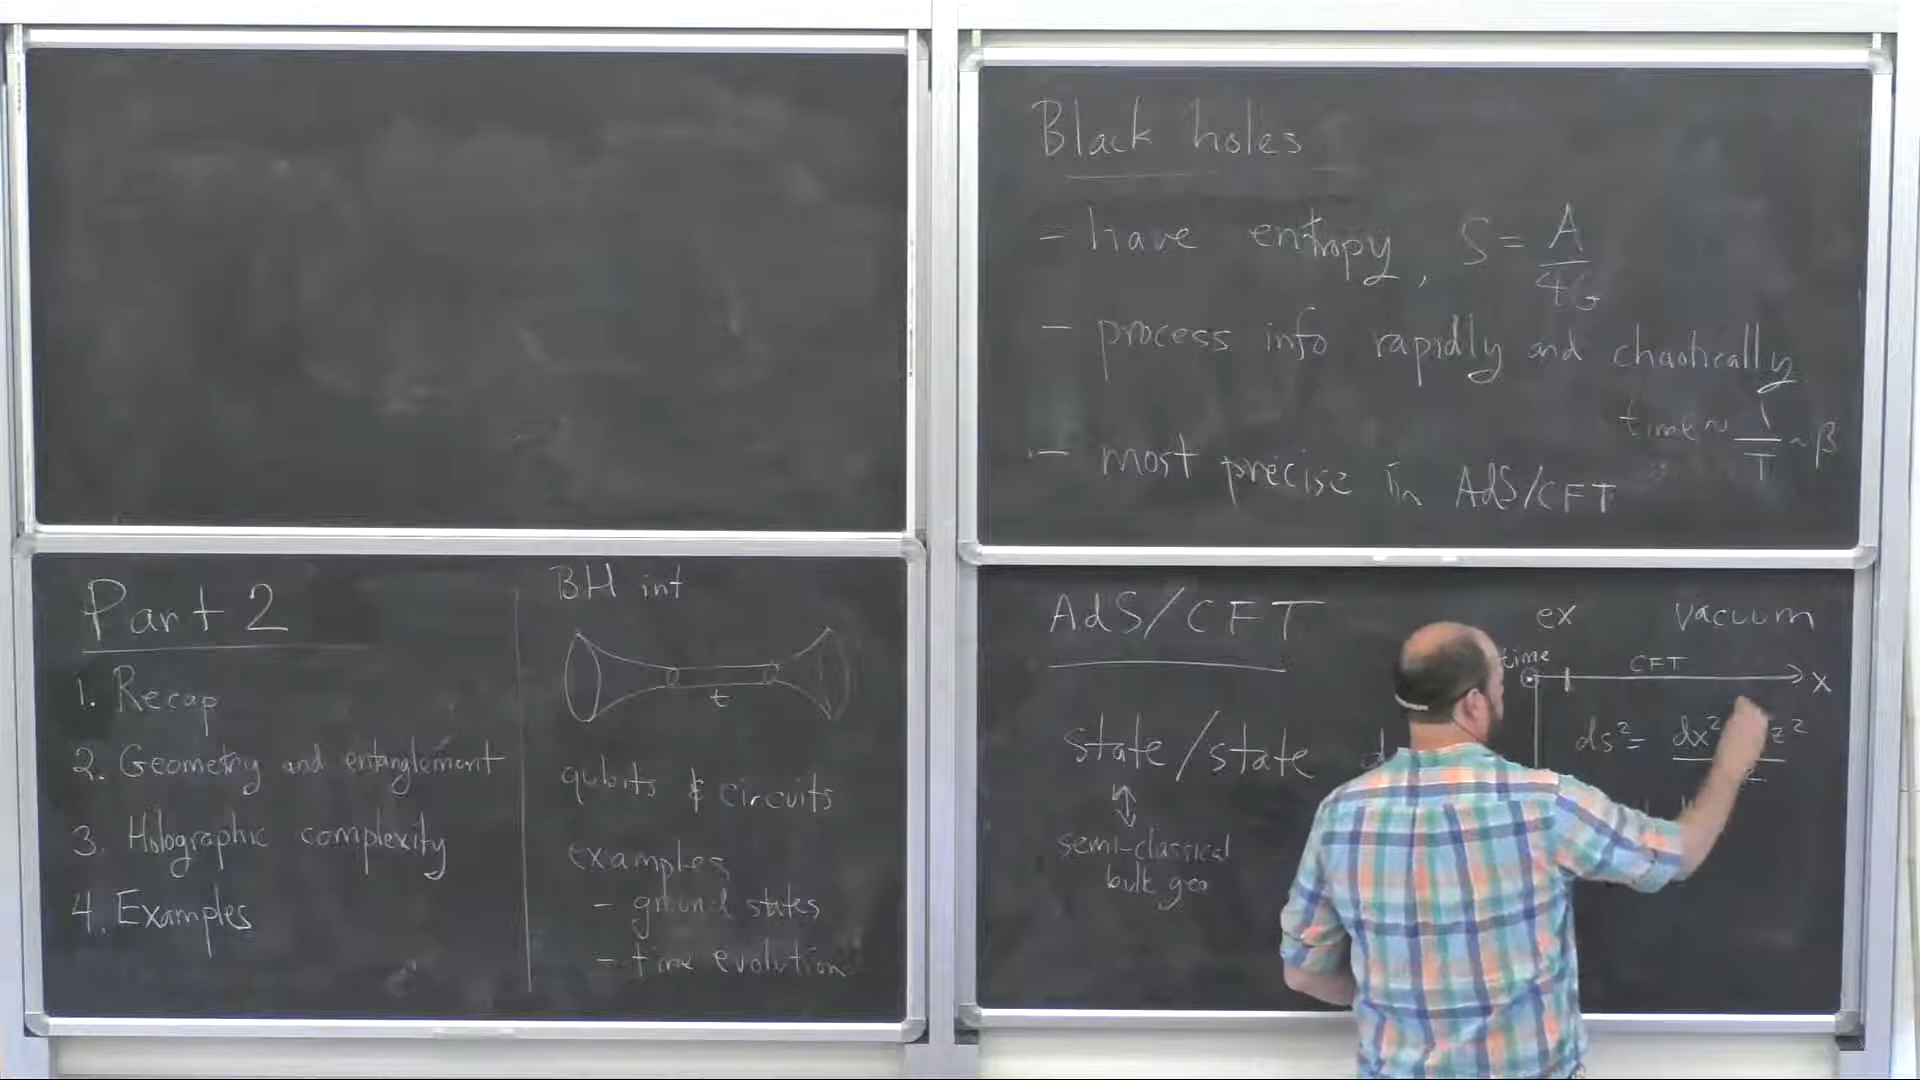 Part 2
1. Recap
2. Geometry and entanglement
3. Holographic complexity
4. Examples
BH int
t
qubits & circuits
examples
- ground states
- time evolution
Black holes
- have entropy, S = A/4G
- process info rapidly and chaotically
time ~ 1/T ~ β
- most precise in AdS/CFT
AdS/CFT
state/state
↕
semi-classical
bulk geo
ex vacuum
time CFT x
ds² = dx² z²